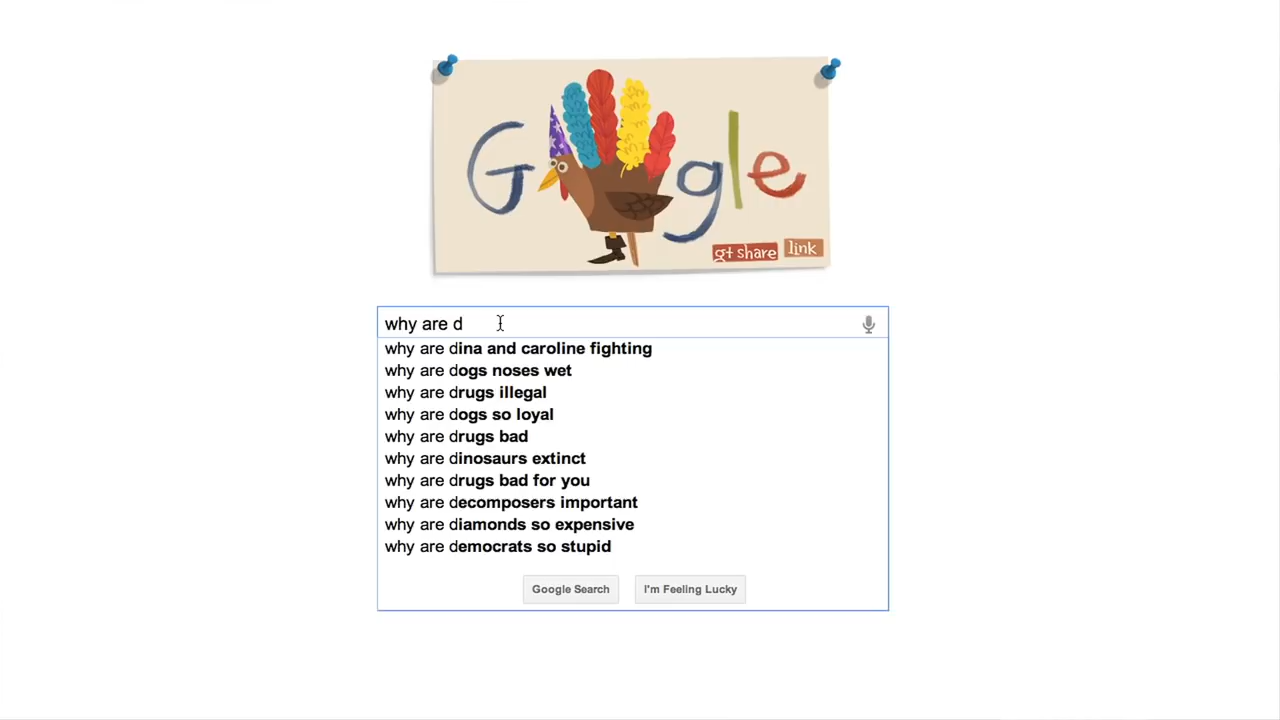 Google
g+ share link
why are d
why are dina and caroline fighting
why are dogs noses wet
why are drugs illegal
why are dogs so loyal
why are drugs bad
why are dinosaurs extinct
why are drugs bad for you
why are decomposers important
why are diamonds so expensive
why are democrats so stupid
Google Search I'm Feeling Lucky